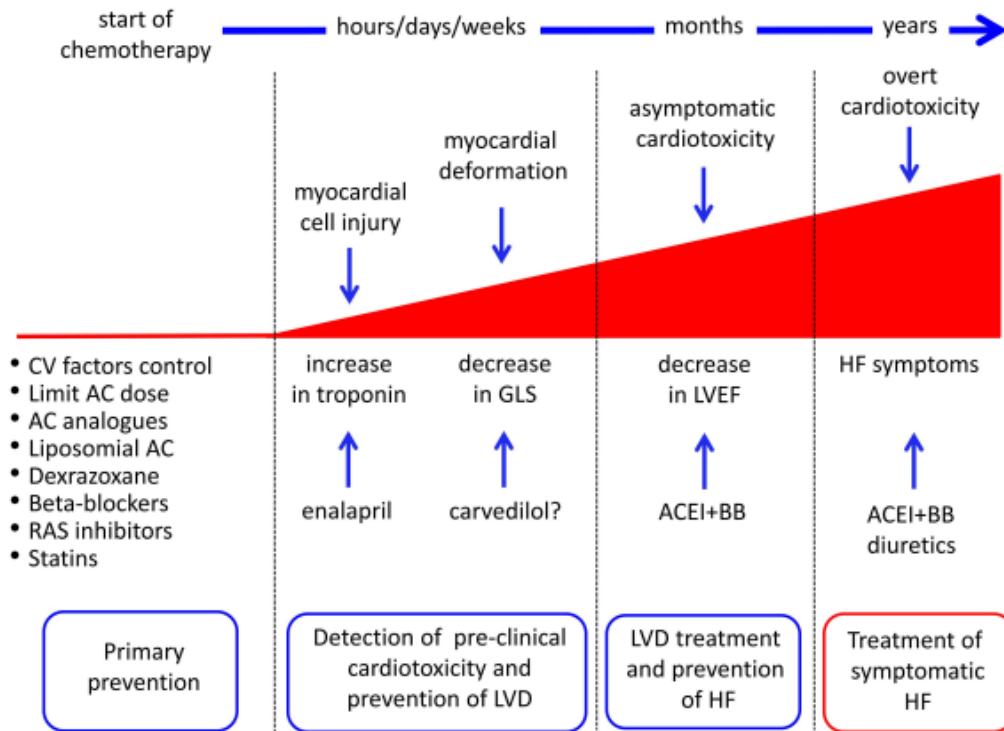 start of
chemotherapy
hours/days/weeks
months
years
myocardial
cell injury
myocardial
deformation
asymptomatic
cardiotoxicity
overt
cardiotoxicity
• CV factors control
• Limit AC dose
• AC analogues
• Liposomial AC
• Dexrazoxane
• Beta-blockers
• RAS inhibitors
• Statins
increase
in troponin
decrease
in GLS
decrease
in LVEF
HF symptoms
enalapril
carvedilol?
ACEI+BB
ACEI+BB
diuretics
Primary
prevention
Detection of pre-clinical
cardiotoxicity and
prevention of LVD
LVD treatment
and prevention
of HF
Treatment of
symptomatic
HF